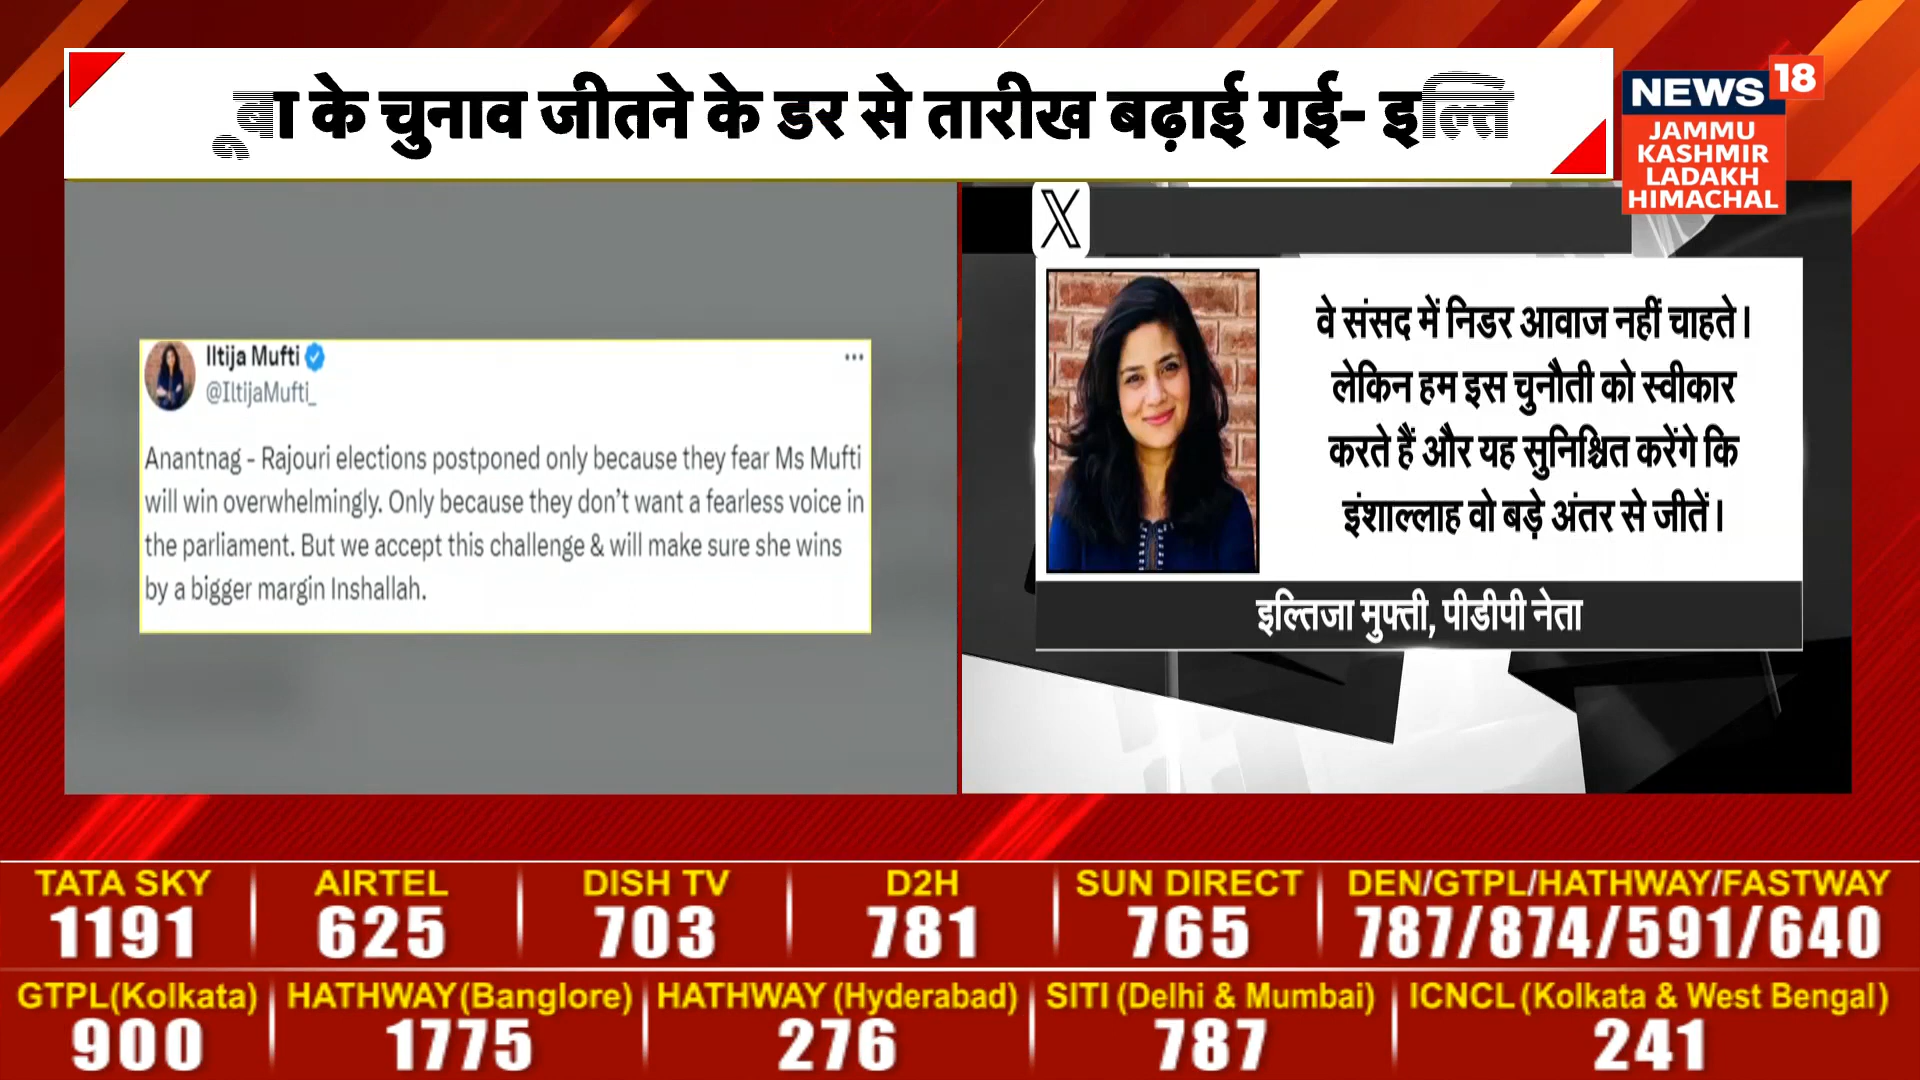 के चुनाव जीतने के डर से तारीख बढ़ाई गई-
NEWS 18
JAMMU
KASHMIR
LADAKH
HIMACHAL
Iltija Mufti
@IltijaMufti_
Anantnag - Rajouri elections postponed only because they fear Ms Mufti
will win overwhelmingly. Only because they don't want a fearless voice in
the parliament. But we accept this challenge & will make sure she wins
by a bigger margin Inshallah.
X
वे संसद में निडर आवाज नहीं चाहते।
लेकिन हम इस चुनौती को स्वीकार
करते हैं और यह सुनिश्चित करेंगे कि
इंशाल्लाह वो बड़े अंतर से जीतें।
इल्तिजा मुफ्ती, पीडीपी नेता
TATA SKY
1191
AIRTEL
625
DISH TV
703
D2H
781
SUN DIRECT
765
DEN/GTPL/HATHWAY/FASTWAY
787/874/591/640
GTPL(Kolkata)
900
HATHWAY(Banglore)
1775
HATHWAY (Hyderabad)
276
SITI (Delhi & Mumbai)
787
ICNCL (Kolkata & West Bengal)
241